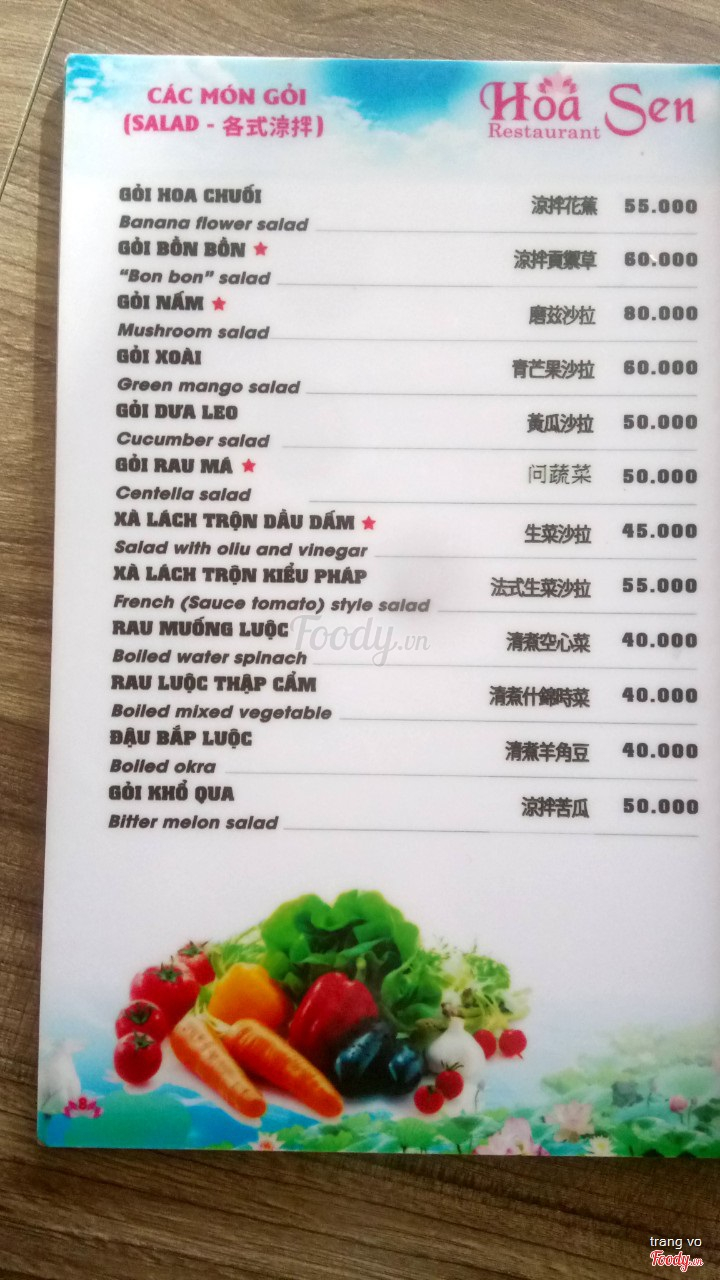 CÁC MÓN GỎI
(SALAD - 各式涼拌)
Hoa Sen
Restaurant
GỎI HOA CHUỐI
Banana flower salad 涼拌花蕉 55.000
GỎI BỒN BỒN ★
"Bon bon" salad 涼拌貢禦草 60.000
GỎI NẤM ★
Mushroom salad 磨茲沙拉 80.000
GỎI XOÀI
Green mango salad 青芒果沙拉 60.000
GỎI DƯA LEO
Cucumber salad 黃瓜沙拉 50.000
GỎI RAU MÁ ★
Centella salad 问蔬菜 50.000
XÀ LÁCH TRỘN DẦU DẤM ★
Salad with oliu and vinegar 生菜沙拉 45.000
XÀ LÁCH TRỘN KIỂU PHÁP
French (Sauce tomato) style salad 法式生菜沙拉 55.000
RAU MUỐNG LUỘC
Boiled water spinach 清煮空心菜 40.000
RAU LUỘC THẬP CẨM
Boiled mixed vegetable 清煮什錦時菜 40.000
ĐẬU BẮP LUỘC
Boiled okra 清煮羊角豆 40.000
GỎI KHỔ QUA
Bitter melon salad 涼拌苦瓜 50.000
Foody.vn
8
trang vo
Foody.vn